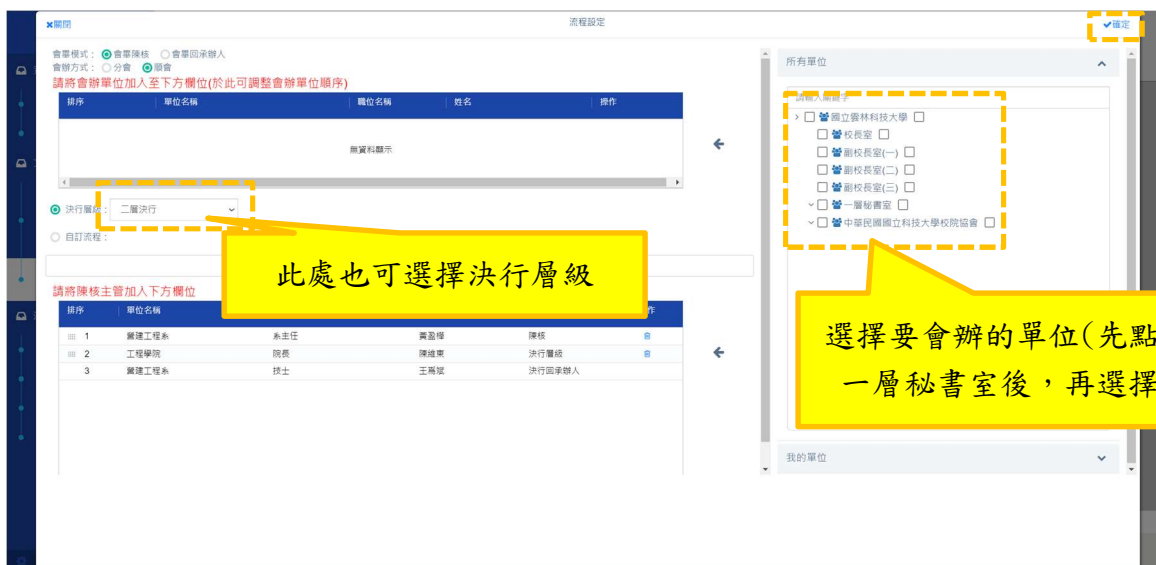 ✖關閉
流程設定
✔確定
會畢模式： 會畢陳核 會畢回承辦人
會辦方式： 分會 順會
請將會辦單位加入至下方欄位(於此可調整會辦單位順序)
排序 單位名稱 職位名稱 姓名 操作
無資料顯示
決行層級： 二層決行
自訂流程：
此處也可選擇決行層級
請將陳核主管加入下方欄位
排序 單位名稱 作
1 營建工程系 系主任 黃盈樺 陳核
2 工程學院 院長 陳維東 決行層級
3 營建工程系 技士 王焉斌 決行回承辦人
所有單位
請輸入關鍵字
國立雲林科技大學
校長室
副校長室(一)
副校長室(二)
副校長室(三)
一層秘書室
中華民國國立科技大學校院協會
選擇要會辦的單位(先點
一層秘書室後，再選擇
我的單位